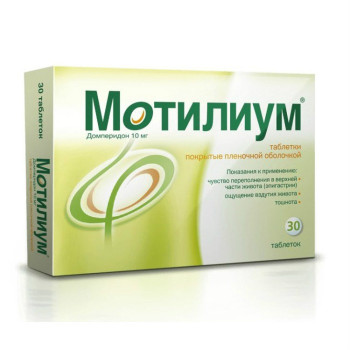 Мотилиум®
Домперидон 10 мг
таблетки
покрытые пленочной оболочкой
Показания к применению:
чувство переполнения в верхней
части живота (эпигастрии)
ощущение вздутия живота
тошнота
30
таблеток
30 таблеток
Мотилиум